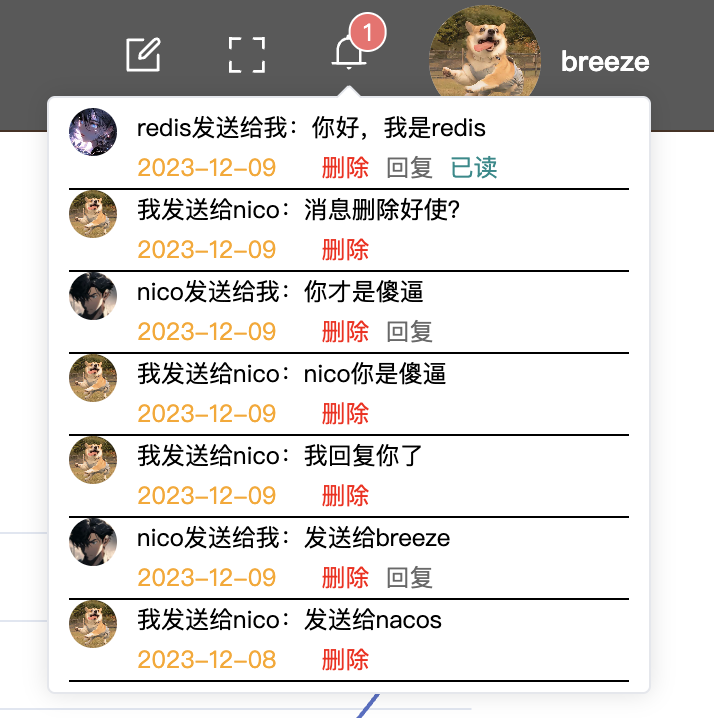 1
breeze
redis发送给我：你好，我是redis
2023-12-09 删除 回复 已读
我发送给nico：消息删除好使？
2023-12-09 删除
nico发送给我：你才是傻逼
2023-12-09 删除 回复
我发送给nico：nico你是傻逼
2023-12-09 删除
我发送给nico：我回复你了
2023-12-09 删除
nico发送给我：发送给breeze
2023-12-09 删除 回复
我发送给nico：发送给nacos
2023-12-08 删除